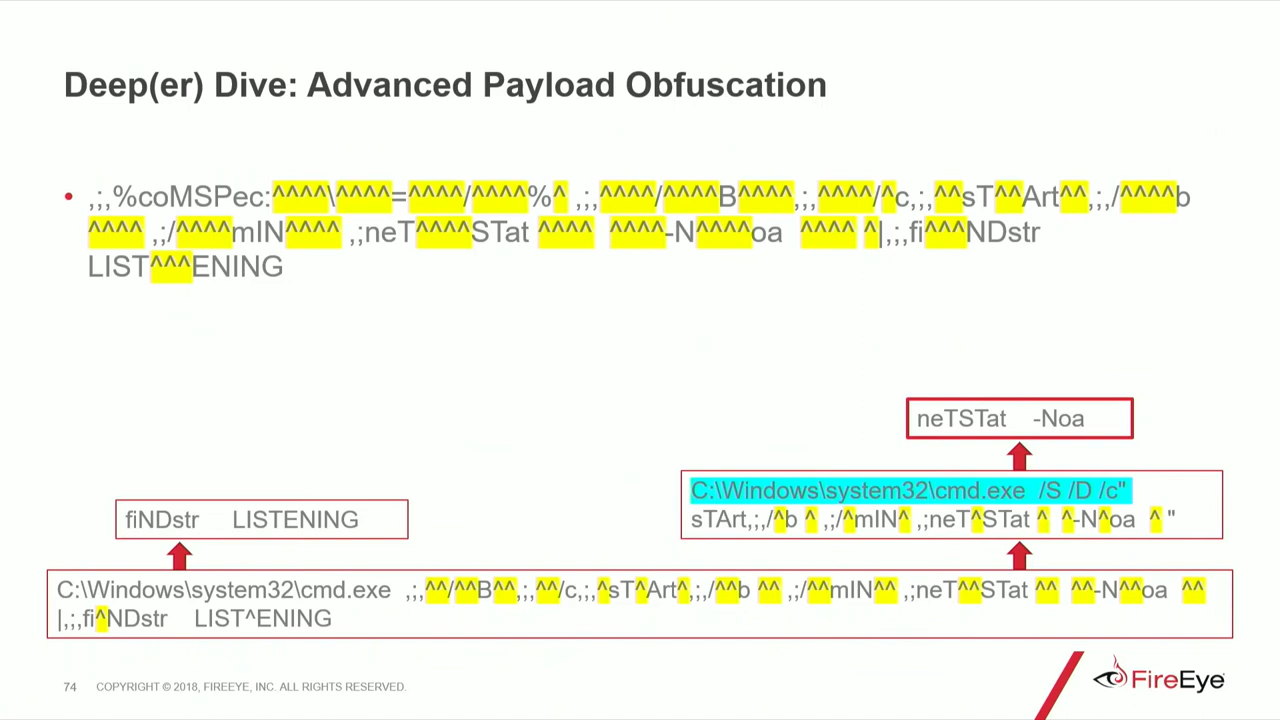 Deep(er) Dive: Advanced Payload Obfuscation
• ,;;,%coMSPec:^^^^\^^^^=^^^^/^^^^%^ ,;;, ^^^^/^^^^B^^^^,;;, ^^^^/^c,;;,^^sT^^Art^^,;;,/^^^^b
^^^^ ,;;/^^^^mIN^^^^ ,;;neT^^^^STat ^^^^  ^^^^-N^^^^oa  ^^^^ ^|,;;,fi^^^NDstr
LIST^^^ENING
neTSTat    -Noa
C:\Windows\system32\cmd.exe  /S /D /c"
sTArt,;;,/^b ^ ,;;/^mIN^ ,;;neT^STat ^  ^-N^oa  ^ "
fiNDstr     LISTENING
C:\Windows\system32\cmd.exe  ,;;,^^/^^B^^,;;,^^/c,;;,^sT^Art^,;;,/^^b ^^ ,;;/^^mIN^^ ,;;neT^^STat ^^  ^^-N^^oa  ^^
|,;;,fi^NDstr    LIST^ENING
74 COPYRIGHT © 2018, FIREEYE, INC. ALL RIGHTS RESERVED.
FireEye